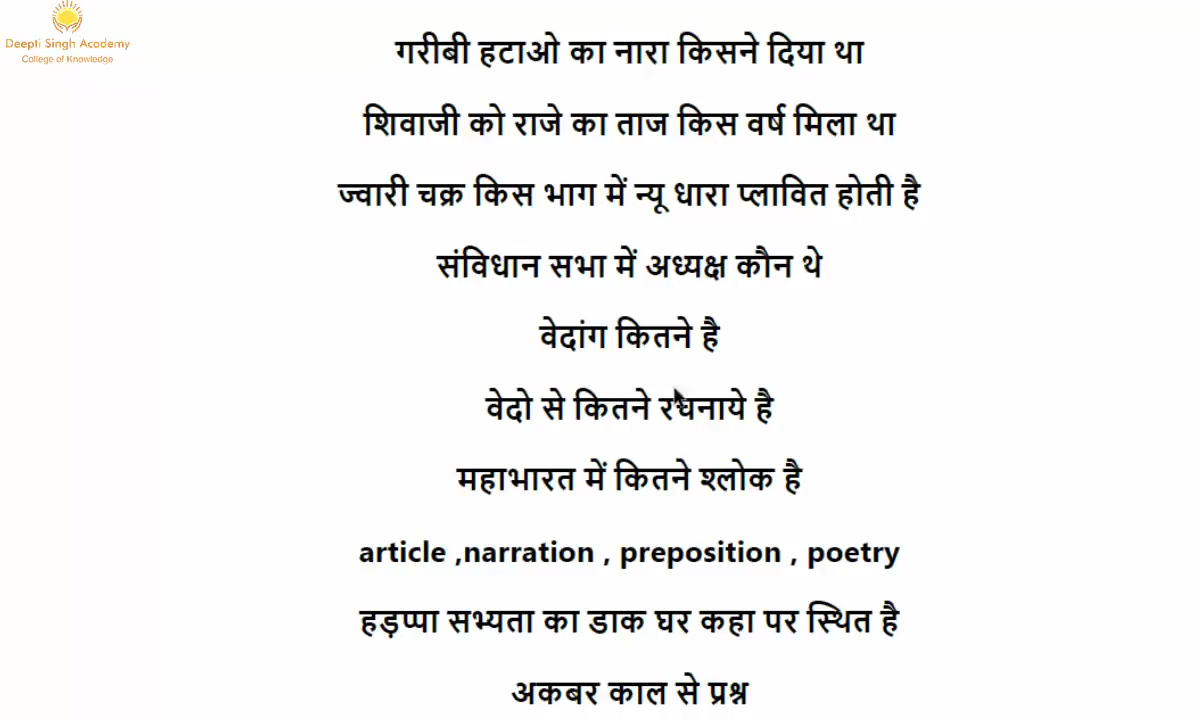 Deepti Singh Academy
College of Knowledge
गरीबी हटाओ का नारा किसने दिया था
शिवाजी को राजे का ताज किस वर्ष मिला था
ज्वारी चक्र किस भाग में न्यू धारा प्लावित होती है
संविधान सभा में अध्यक्ष कौन थे
वेदांग कितने है
वेदो से कितने रचनाये है
महाभारत में कितने श्लोक है
article ,narration , preposition , poetry
हड़प्पा सभ्यता का डाक घर कहा पर स्थित है
अकबर काल से प्रश्न